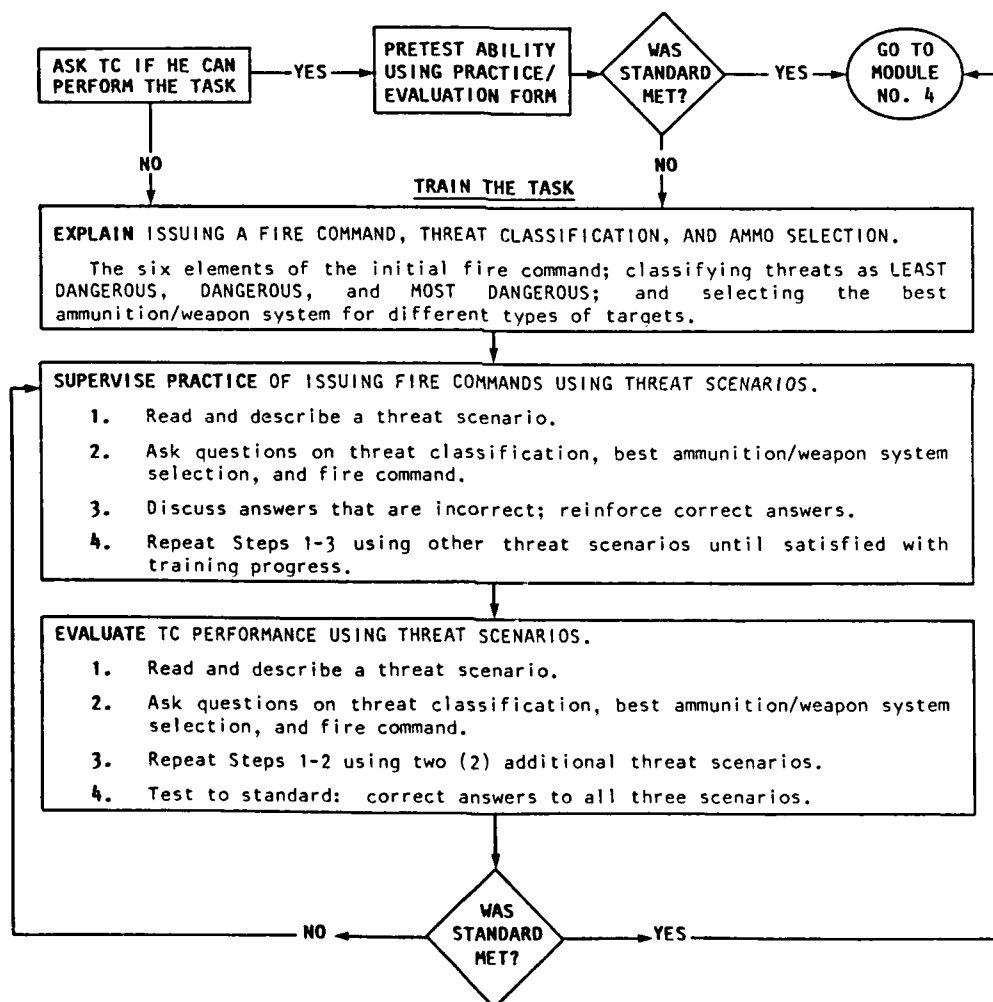 ASK TC IF HE CAN
PERFORM THE TASK
YES
PRETEST ABILITY
USING PRACTICE/
EVALUATION FORM
WAS
STANDARD
MET?
YES
GO TO
MODULE
NO. 4
NO
NO
TRAIN THE TASK
EXPLAIN ISSUING A FIRE COMMAND, THREAT CLASSIFICATION, AND AMMO SELECTION.
The six elements of the initial fire command; classifying threats as LEAST
DANGEROUS, DANGEROUS, and MOST DANGEROUS; and selecting the best
ammunition/weapon system for different types of targets.
SUPERVISE PRACTICE OF ISSUING FIRE COMMANDS USING THREAT SCENARIOS.
1. Read and describe a threat scenario.
2. Ask questions on threat classification, best ammunition/weapon system
selection, and fire command.
3. Discuss answers that are incorrect; reinforce correct answers.
4. Repeat Steps 1-3 using other threat scenarios until satisfied with
training progress.
EVALUATE TC PERFORMANCE USING THREAT SCENARIOS.
1. Read and describe a threat scenario.
2. Ask questions on threat classification, best ammunition/weapon system
selection, and fire command.
3. Repeat Steps 1-2 using two (2) additional threat scenarios.
4. Test to standard: correct answers to all three scenarios.
WAS
STANDARD
MET?
NO
YES